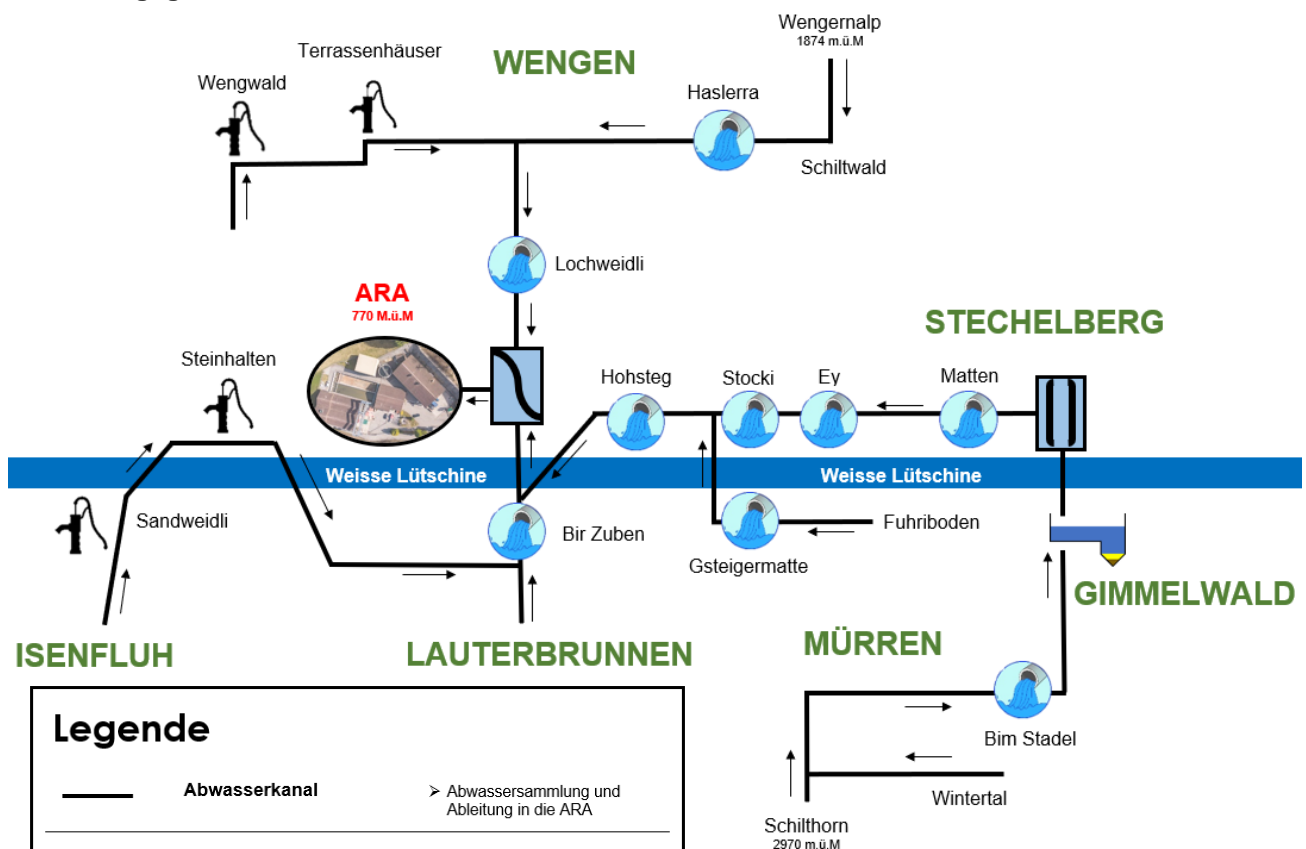 Wengernalp
1874 m.ü.M
Terrassenhäuser
WENGEN
Wengwald
Haslerra
Schiltwald
Lochweidli
ARA
770 M.ü.M
STECHELBERG
Steinhalten
Hohsteg
Stocki
Ey
Matten
Weisse Lütschine
Weisse Lütschine
Sandweidli
Bir Zuben
Fuhriboden
Gsteigermatte
GIMMELWALD
ISENFLUH
LAUTERBRUNNEN
MÜRREN
Legende
Bim Stadel
Abwasserkanal
➢ Abwassersammlung und
Ableitung in die ARA
Wintertal
Schilthorn
2970 m.ü.M